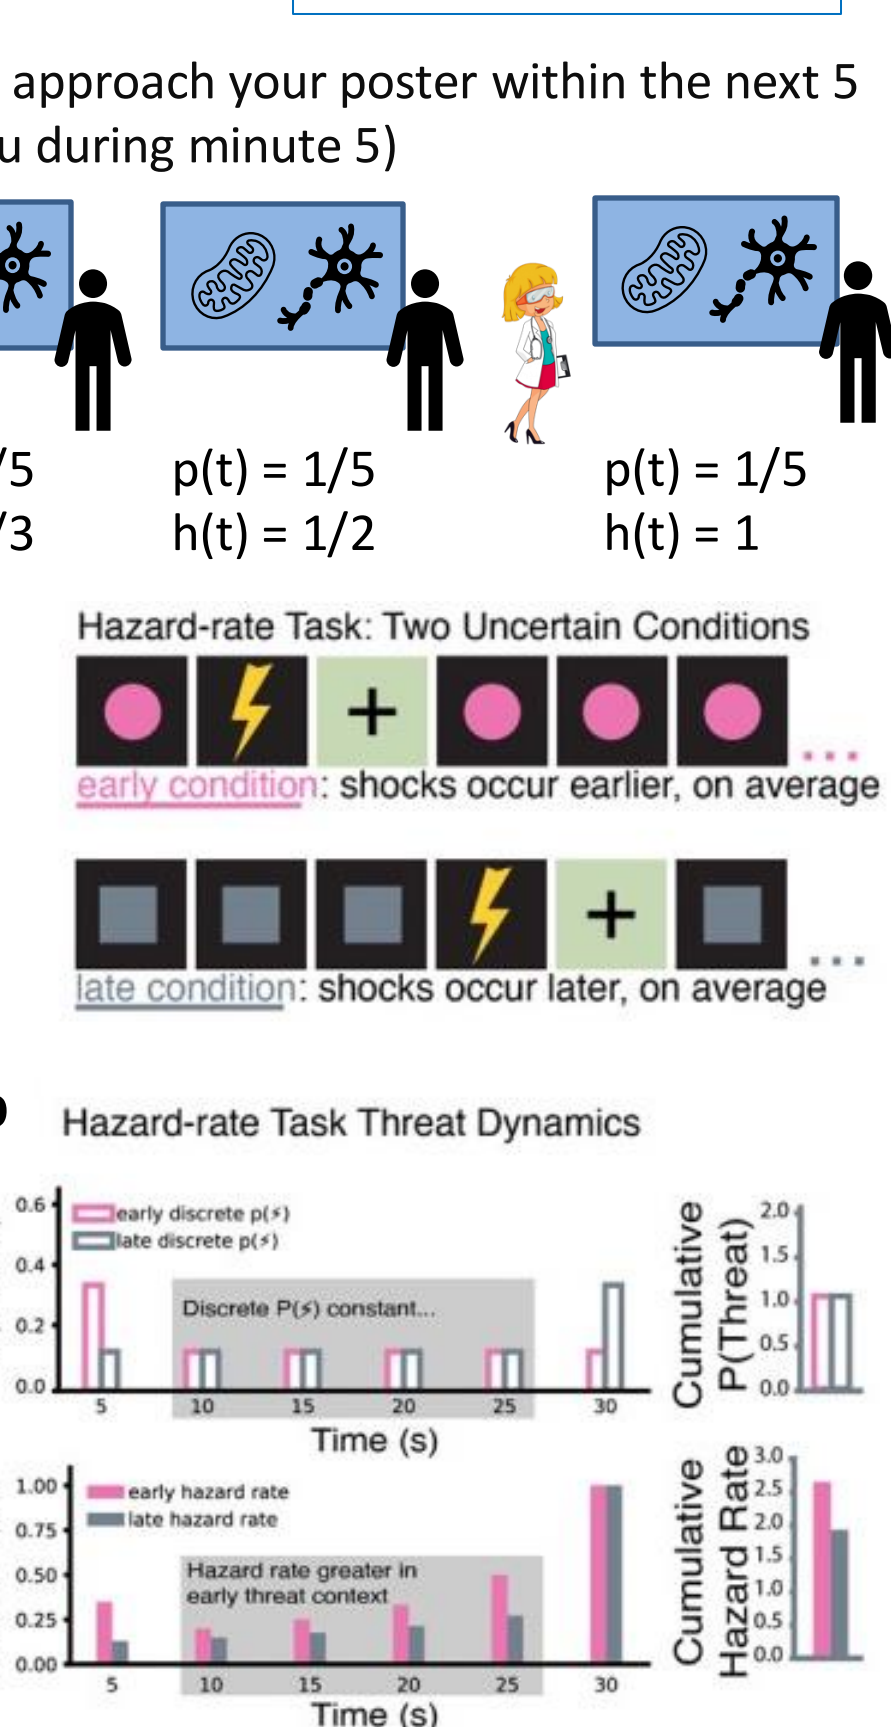 approach your poster within the next 5
u during minute 5)
/5 p(t) = 1/5 p(t) = 1/5
/3 h(t) = 1/2 h(t) = 1
Hazard-rate Task: Two Uncertain Conditions
+
...
early condition: shocks occur earlier, on average
+
...
late condition: shocks occur later, on average
Hazard-rate Task Threat Dynamics
0.6
0.4
0.2
0.0
early discrete p(⚡)
late discrete p(⚡)
Discrete P(⚡) constant...
5 10 15 20 25 30
Time (s)
Cumulative
P(Threat)
2.0
1.5
1.0
0.5
0.0
1.00
0.75
0.50
0.25
0.00
early hazard rate
late hazard rate
Hazard rate greater in
early threat context
5 10 15 20 25 30
Time (s)
Cumulative
Hazard Rate
3.0
2.5
2.0
1.5
1.0
0.5
0.0